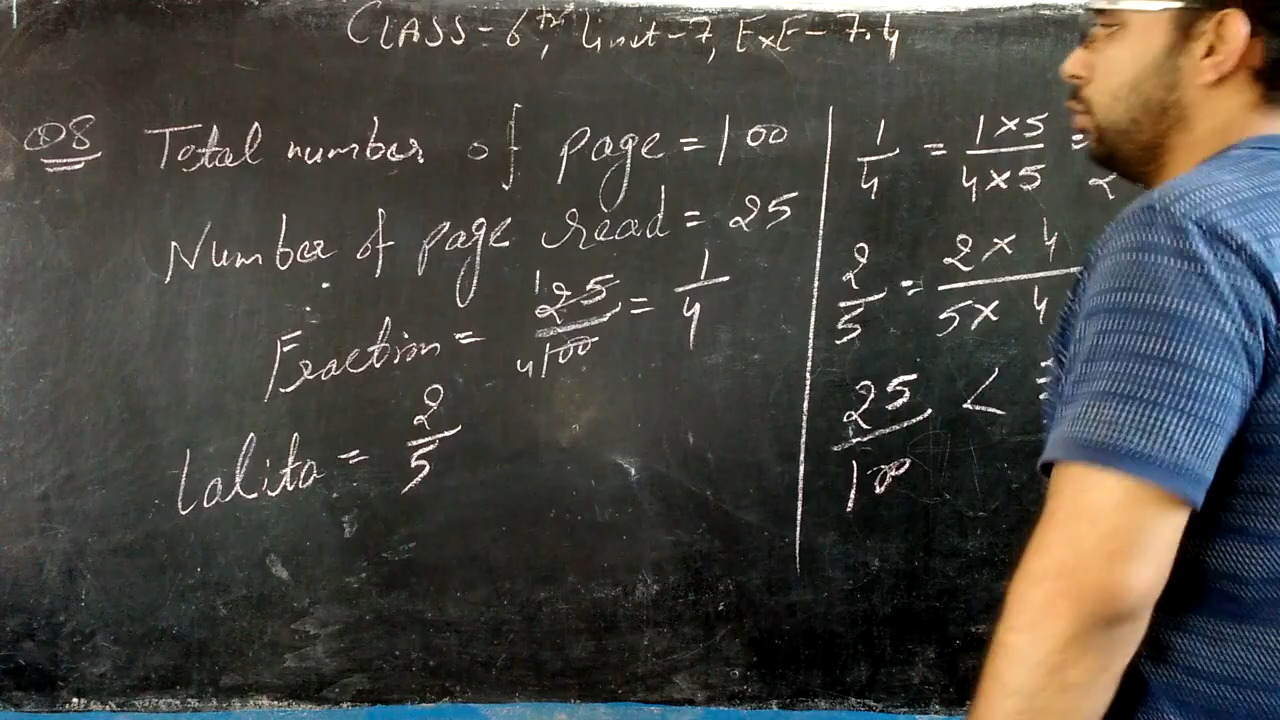 CLASS-6th, Unit-7, ExE-7.4
Q8 Total number of page = 100
Number of page read = 25
Fraction = 25/100 = 1/4
1
4
Lalita = 2/5
1/4 = 1×5/4×5 =
2/5 = 2×4/5×4
25/100 <